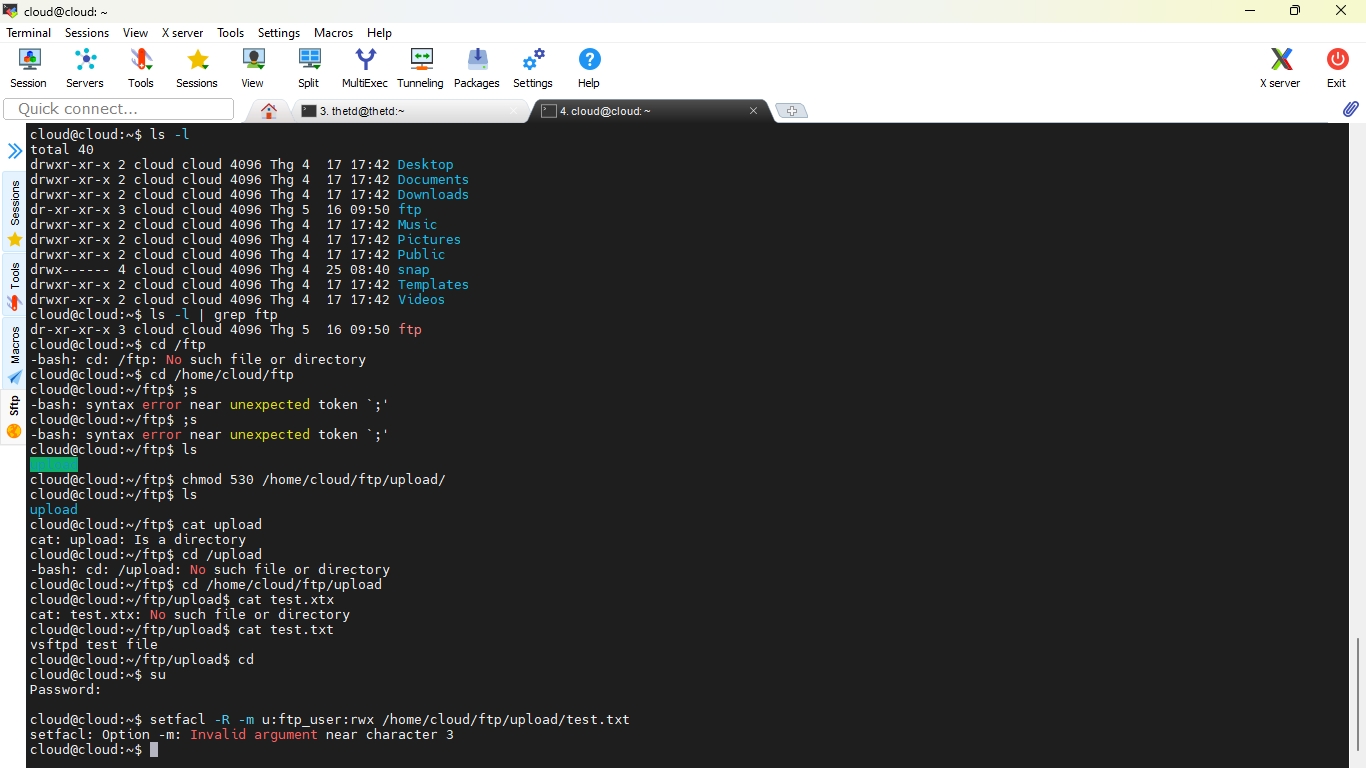 cloud@cloud: ~
Terminal Sessions View X server Tools Settings Macros Help
Session Servers Tools Sessions View Split MultiExec Tunneling Packages Settings Help X server Exit
Quick connect... 3. thetd@thetd:~ 4. cloud@cloud: ~
Sessions
Tools
Macros
Sftp
cloud@cloud:~$ ls -l
total 40
drwxr-xr-x 2 cloud cloud 4096 Thg 4  17 17:42 Desktop
drwxr-xr-x 2 cloud cloud 4096 Thg 4  17 17:42 Documents
drwxr-xr-x 2 cloud cloud 4096 Thg 4  17 17:42 Downloads
dr-xr-xr-x 3 cloud cloud 4096 Thg 5  16 09:50 ftp
drwxr-xr-x 2 cloud cloud 4096 Thg 4  17 17:42 Music
drwxr-xr-x 2 cloud cloud 4096 Thg 4  17 17:42 Pictures
drwxr-xr-x 2 cloud cloud 4096 Thg 4  17 17:42 Public
drwx------ 4 cloud cloud 4096 Thg 4  25 08:40 snap
drwxr-xr-x 2 cloud cloud 4096 Thg 4  17 17:42 Templates
drwxr-xr-x 2 cloud cloud 4096 Thg 4  17 17:42 Videos
cloud@cloud:~$ ls -l | grep ftp
dr-xr-xr-x 3 cloud cloud 4096 Thg 5  16 09:50 ftp
cloud@cloud:~$ cd /ftp
-bash: cd: /ftp: No such file or directory
cloud@cloud:~$ cd /home/cloud/ftp
cloud@cloud:~/ftp$ ;s
-bash: syntax error near unexpected token `;'
cloud@cloud:~/ftp$ ;s
-bash: syntax error near unexpected token `;'
cloud@cloud:~/ftp$ ls
cloud@cloud:~/ftp$ chmod 530 /home/cloud/ftp/upload/
cloud@cloud:~/ftp$ ls
upload
cloud@cloud:~/ftp$ cat upload
cat: upload: Is a directory
cloud@cloud:~/ftp$ cd /upload
-bash: cd: /upload: No such file or directory
cloud@cloud:~/ftp$ cd /home/cloud/ftp/upload
cloud@cloud:~/ftp/upload$ cat test.xtx
cat: test.xtx: No such file or directory
cloud@cloud:~/ftp/upload$ cat test.txt
vsftpd test file
cloud@cloud:~/ftp/upload$ cd
cloud@cloud:~$ su
Password:
cloud@cloud:~$ setfacl -R -m u:ftp_user:rwx /home/cloud/ftp/upload/test.txt
setfacl: Option -m: Invalid argument near character 3
cloud@cloud:~$